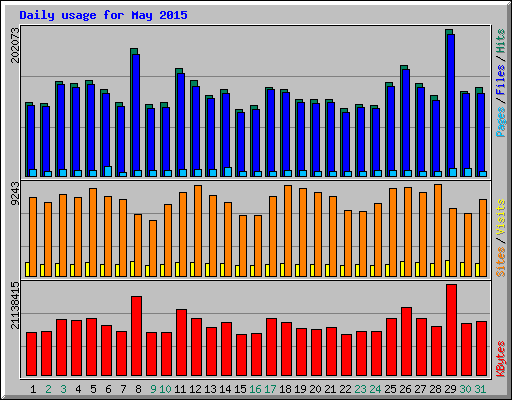 Daily usage for May 2015
202073
Pages / Files / Hits
9243
Sites / Visits
21138415
KBytes
1 2 3 4 5 6 7 8 9 10 11 12 13 14 15 16 17 18 19 20 21 22 23 24 25 26 27 28 29 30 31